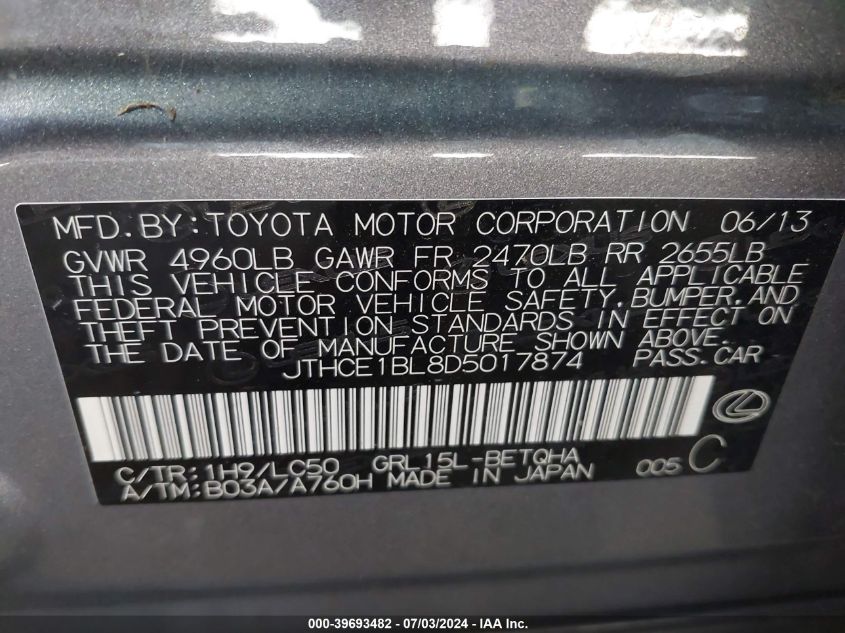 MFD. BY: TOYOTA MOTOR CORPORATION 06/13
GVWR 4960LB GAWR FR 2470LB RR 2655LB
THIS VEHICLE CONFORMS TO ALL APPLICABLE
FEDERAL MOTOR VEHICLE SAFETY, BUMPER, AND
THEFT PREVENTION STANDARDS IN EFFECT ON
THE DATE OF MANUFACTURE SHOWN ABOVE.
JTHCE1BL8D5017874 PASS. CAR
C/TR: 1H9/LC50 GRL15L-BETQHA
A/TM: B03A/A760H MADE IN JAPAN 005 C
000-39693482 - 07/03/2024 - IAA Inc.